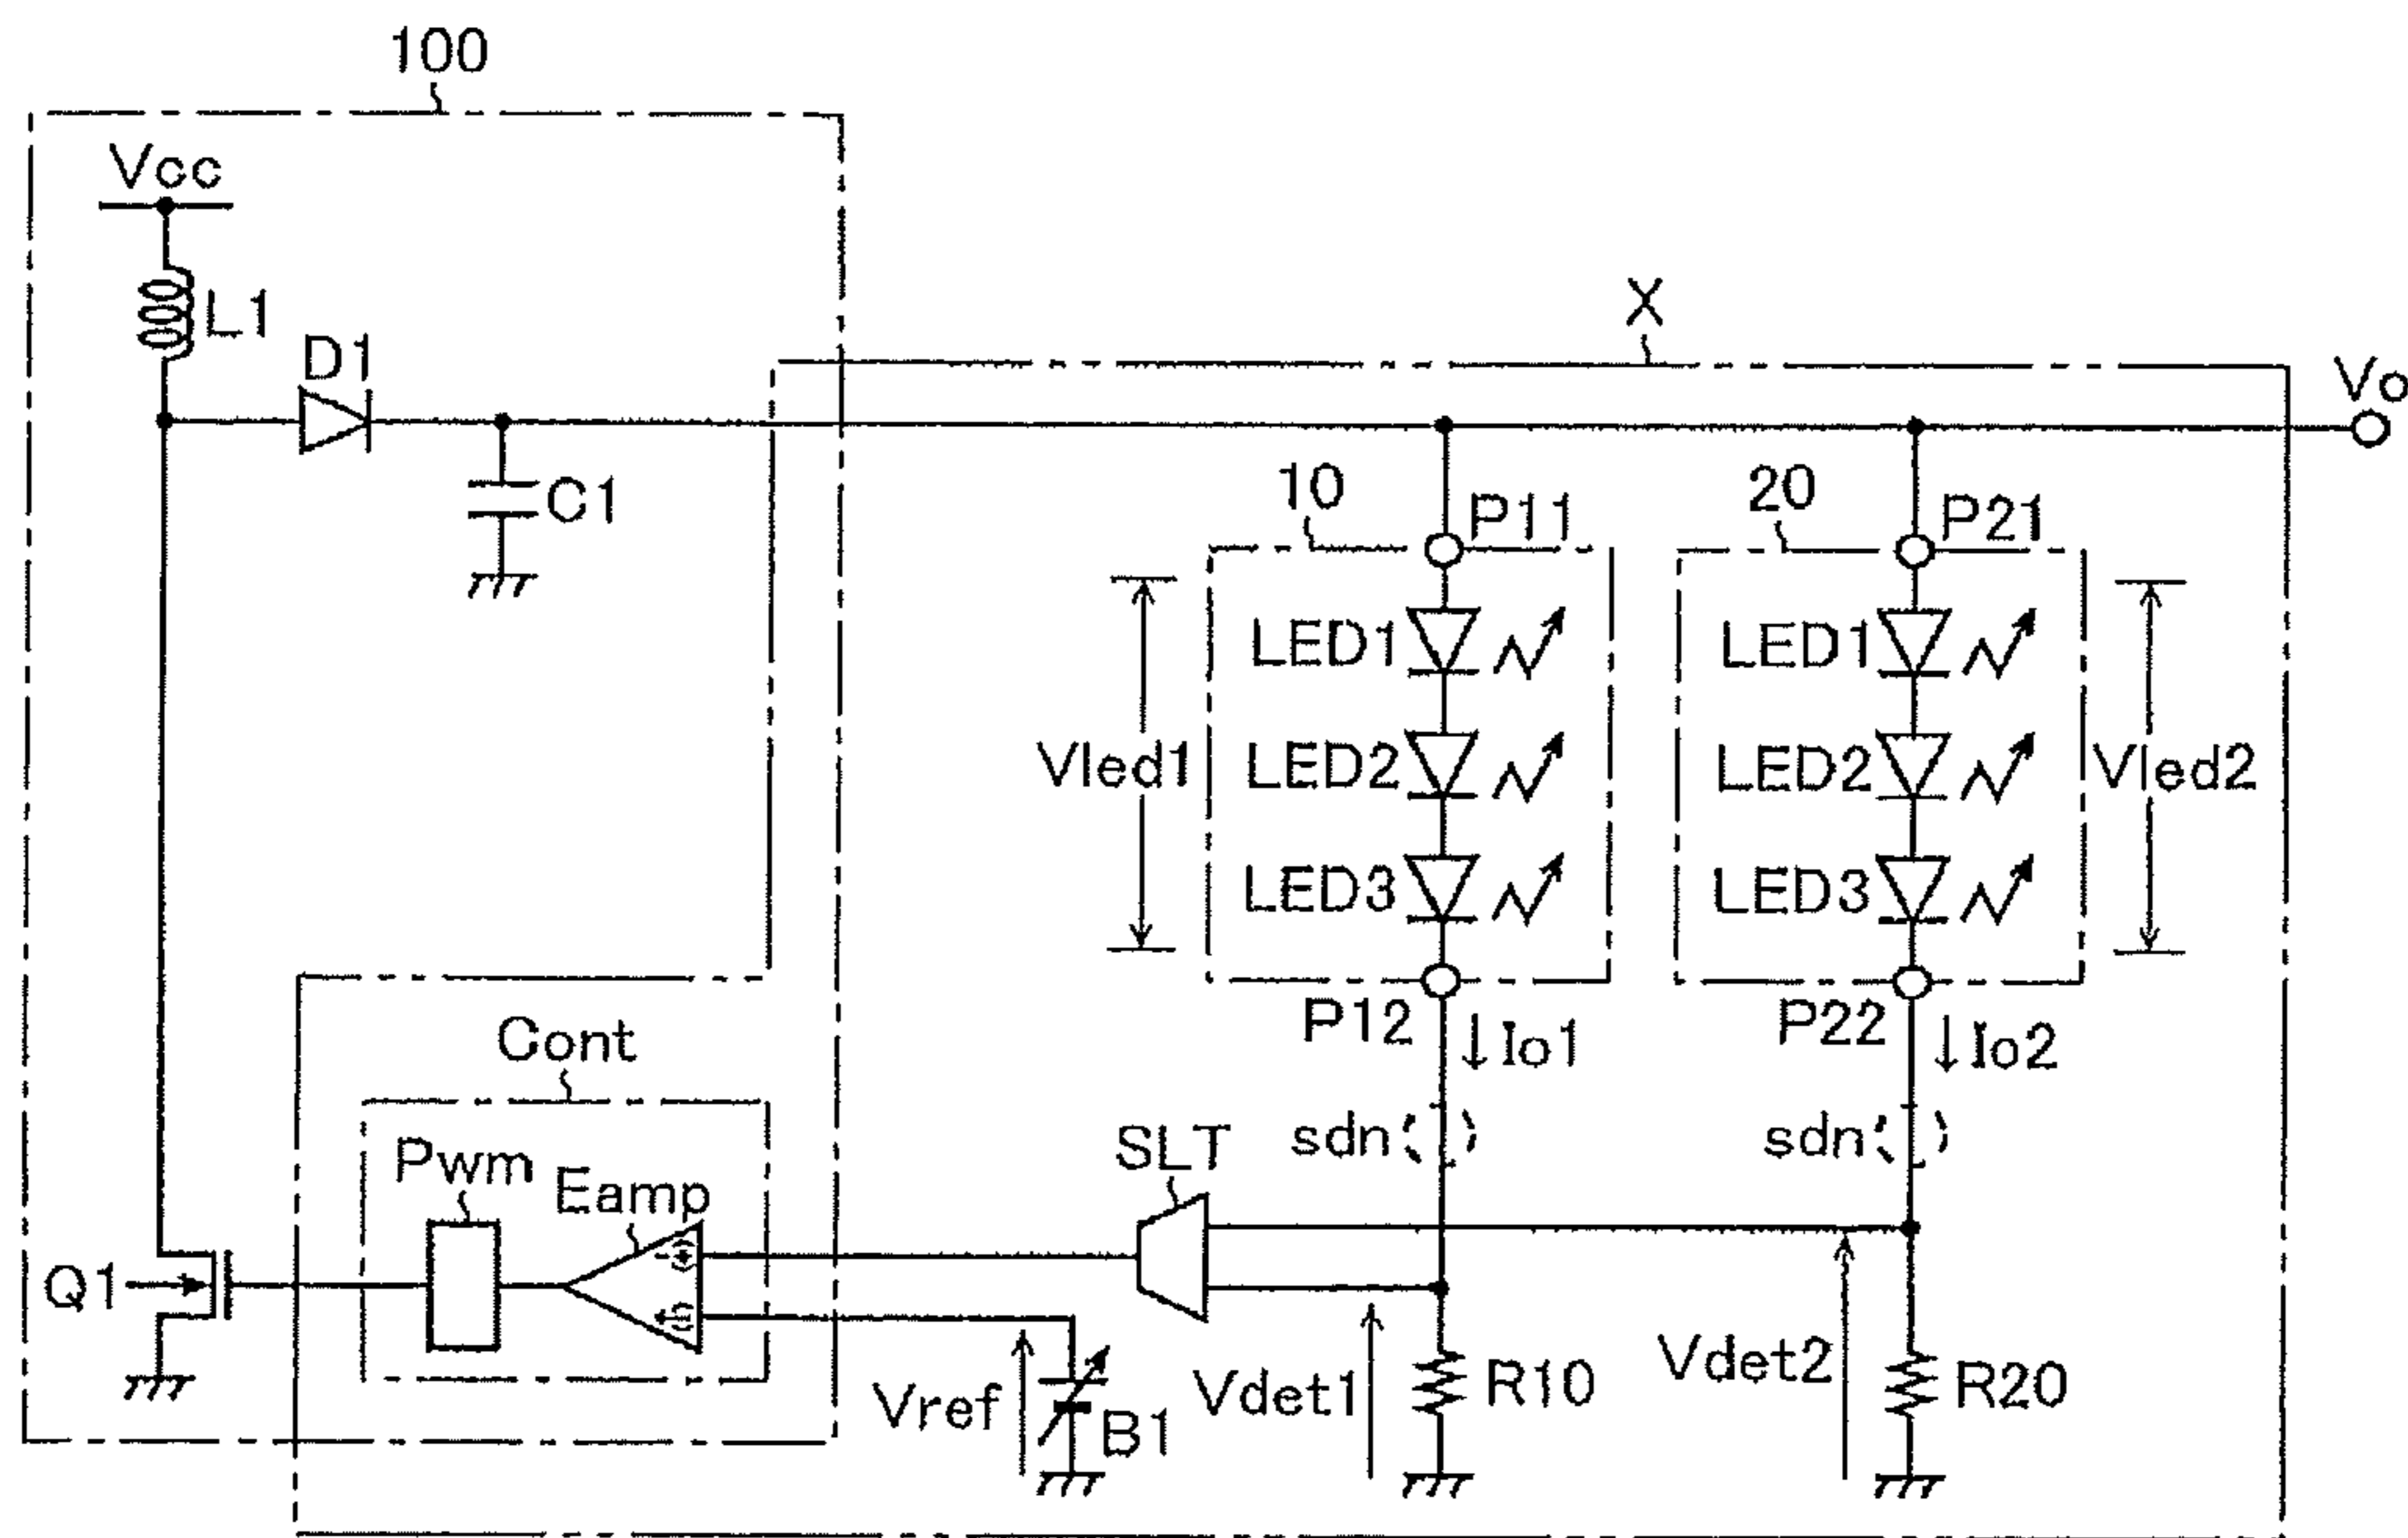 100
Vcc
L1
D1
C1
X
Vo
10
P11
20
P21
LED1
LED1
Vled1
LED2
LED2
Vled2
LED3
LED3
P12
Io1
P22
Io2
Cont
sdn
sdn
SLT
Pwm
Eamp
Q1
Vref
B1
Vdet1
R10
Vdet2
R20